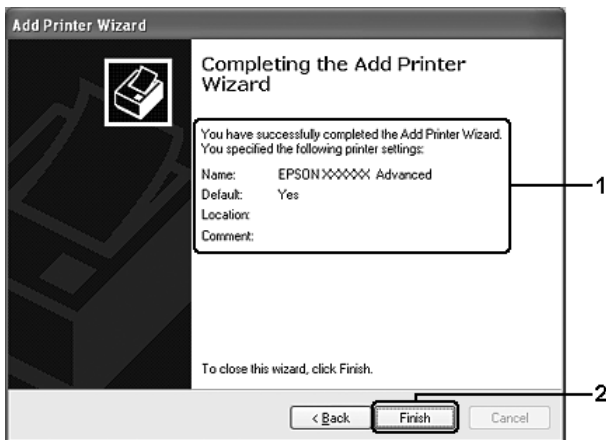 Add Printer Wizard
Completing the Add Printer
Wizard
You have successfully completed the Add Printer Wizard.
You specified the following printer settings:
Name: EPSON XXXXXX Advanced
Default: Yes
Location:
Comment:
1
To close this wizard, click Finish.
2
< Back Finish Cancel